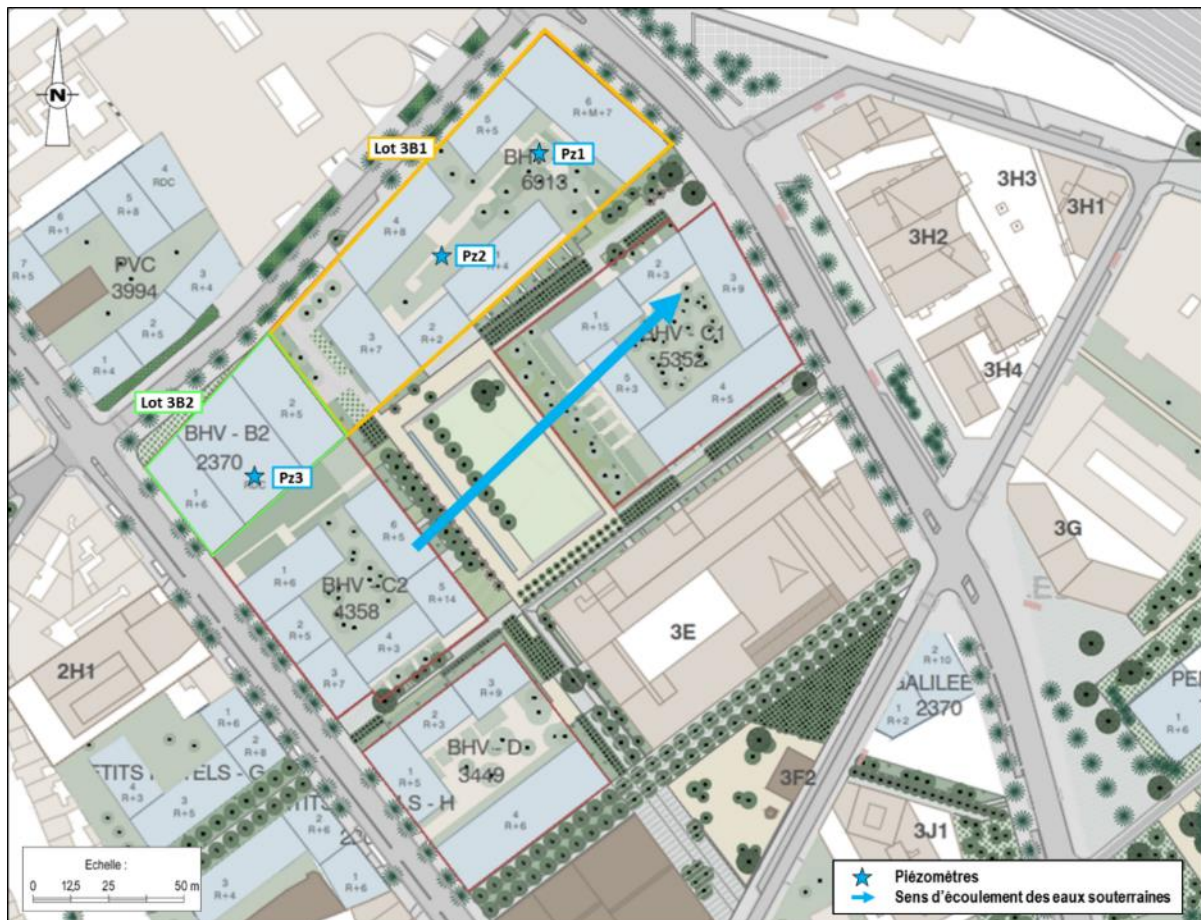 N
Lot 3B1
6
R+M+7
5
R+5
Pz1
6913
4
R+8
Pz2
R+4
3
R+7
2
R+2
4
RDC
5
R+8
6
R+1
7
R+5
PVC
3994
3
R+4
2
R+5
1
R+4
Lot 3B2
2
R+5
BHV - B2
2370
Pz3
1
R+6
2
R+3
3
R+9
1
R+15
BHV - C1
5352
5
R+3
4
R+5
3H3
3H1
3H2
3H4
3G
6
R+5
1
R+6
BHV - C2
4358
5
R+14
2
R+5
4
R+3
3
R+7
3E
2H1
2
R+10
GALILEE
2370
1
R+2
1
R+6
1
R+6
2
R+8
ETITS
4
R+3
3
R+5
2
R+3
3
R+9
BHV - D
3449
1
R+5
LS - H
4
R+6
3F2
3J1
2
R+6
3
R+4
1
R+6
Echelle :
0 12,5 25 50 m
Piézomètres
Sens d'écoulement des eaux souterraines